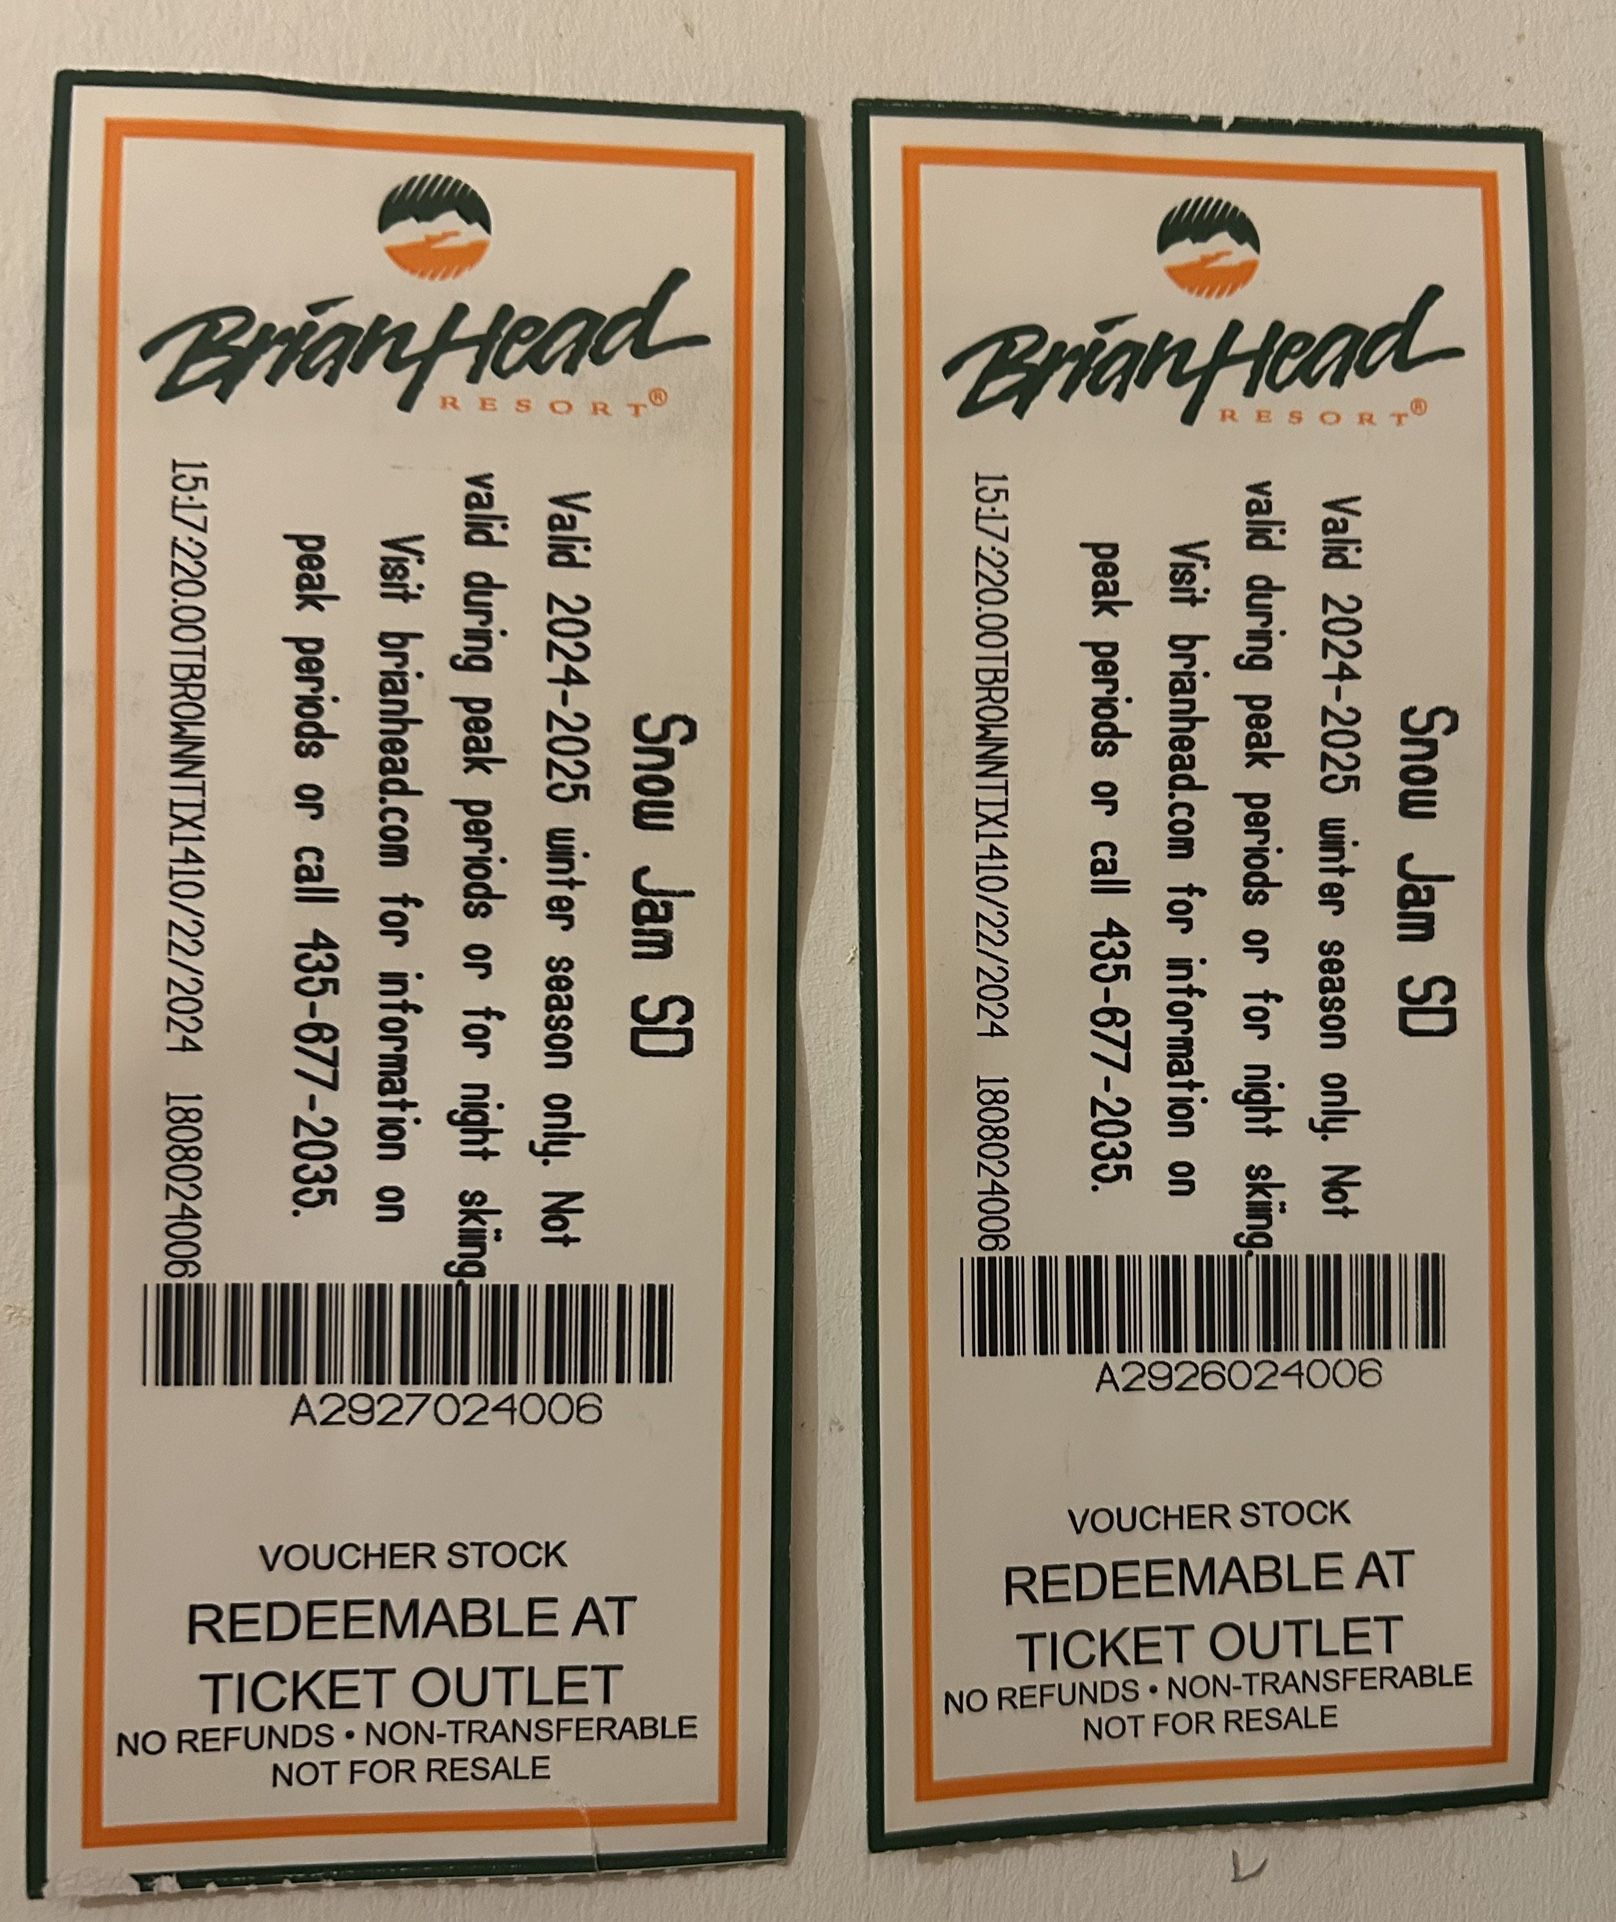 Brian Head
RESORT®
Snow Jam SD
Valid 2024-2025 winter season only. Not
valid during peak periods or for night skiing.
Visit brianhead.com for information on
peak periods or call 435-677-2035.
15:17:220.00TBROWNNTIX1410/22/2024 1808024006
A2927024006
VOUCHER STOCK
REDEEMABLE AT
TICKET OUTLET
NO REFUNDS • NON-TRANSFERABLE
NOT FOR RESALE
Brian Head
RESORT®
Snow Jam SD
Valid 2024-2025 winter season only. Not
valid during peak periods or for night skiing.
Visit brianhead.com for information on
peak periods or call 435-677-2035.
15:17:220.00TBROWNNTIX1410/22/2024 1808024006
A2926024006
VOUCHER STOCK
REDEEMABLE AT
TICKET OUTLET
NO REFUNDS • NON-TRANSFERABLE
NOT FOR RESALE